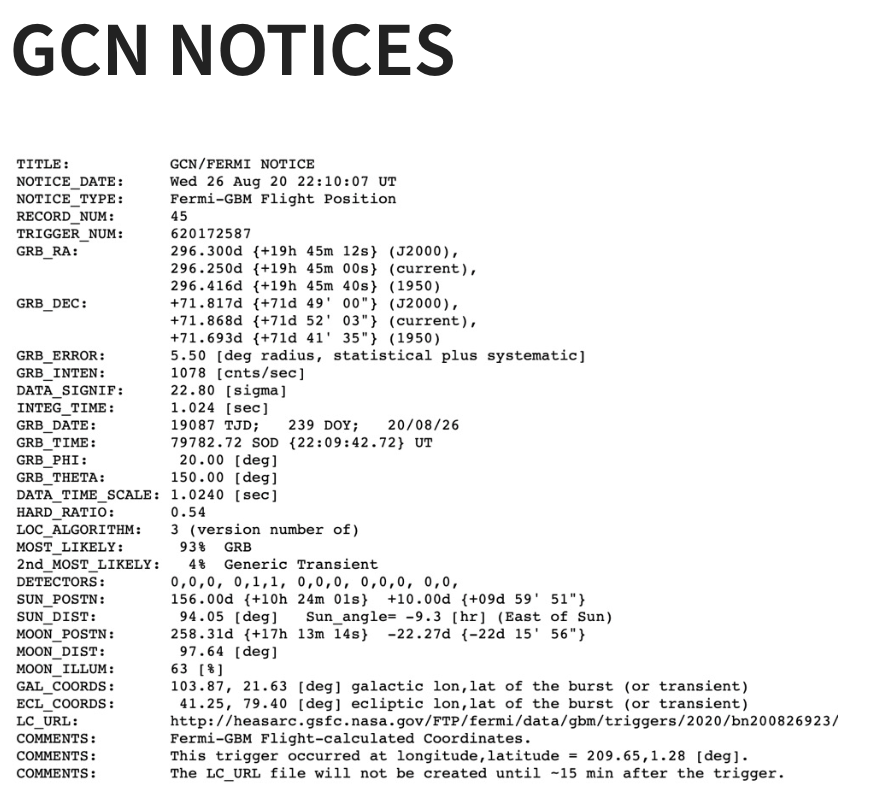 GCN NOTICES
TITLE: GCN/FERMI NOTICE
NOTICE_DATE: Wed 26 Aug 20 22:10:07 UT
NOTICE_TYPE: Fermi-GBM Flight Position
RECORD_NUM: 45
TRIGGER_NUM: 620172587
GRB_RA: 296.300d {+19h 45m 12s} (J2000),
296.250d {+19h 45m 00s} (current),
296.416d {+19h 45m 40s} (1950)
GRB_DEC: +71.817d {+71d 49' 00"} (J2000),
+71.868d {+71d 52' 03"} (current),
+71.693d {+71d 41' 35"} (1950)
GRB_ERROR: 5.50 [deg radius, statistical plus systematic]
GRB_INTEN: 1078 [cnts/sec]
DATA_SIGNIF: 22.80 [sigma]
INTEG_TIME: 1.024 [sec]
GRB_DATE: 19087 TJD; 239 DOY; 20/08/26
GRB_TIME: 79782.72 SOD {22:09:42.72} UT
GRB_PHI: 20.00 [deg]
GRB_THETA: 150.00 [deg]
DATA_TIME_SCALE: 1.0240 [sec]
HARD_RATIO: 0.54
LOC_ALGORITHM: 3 (version number of)
MOST_LIKELY: 93% GRB
2nd_MOST_LIKELY: 4% Generic Transient
DETECTORS: 0,0,0, 0,1,1, 0,0,0, 0,0,0, 0,0,
SUN_POSTN: 156.00d {+10h 24m 01s} +10.00d {+09d 59' 51"}
SUN_DIST: 94.05 [deg] Sun_angle= -9.3 [hr] (East of Sun)
MOON_POSTN: 258.31d {+17h 13m 14s} -22.27d {-22d 15' 56"}
MOON_DIST: 97.64 [deg]
MOON_ILLUM: 63 [%]
GAL_COORDS: 103.87, 21.63 [deg] galactic lon,lat of the burst (or transient)
ECL_COORDS: 41.25, 79.40 [deg] ecliptic lon,lat of the burst (or transient)
LC_URL: http://heasarc.gsfc.nasa.gov/FTP/fermi/data/gbm/triggers/2020/bn200826923/
COMMENTS: Fermi-GBM Flight-calculated Coordinates.
COMMENTS: This trigger occurred at longitude,latitude = 209.65,1.28 [deg].
COMMENTS: The LC_URL file will not be created until ~15 min after the trigger.